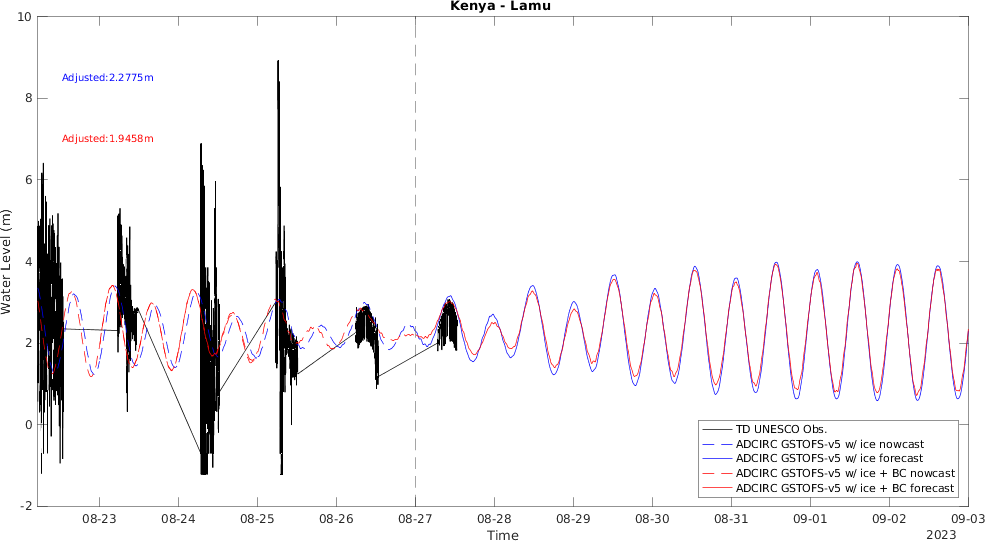 Kenya - Lamu
10
8
6
4
2
0
-2
Water Level (m)
Adjusted:2.2775m
Adjusted:1.9458m
TD UNESCO Obs.
ADCIRC GSTOFS-v5 w/ ice nowcast
ADCIRC GSTOFS-v5 w/ ice forecast
ADCIRC GSTOFS-v5 w/ ice + BC nowcast
ADCIRC GSTOFS-v5 w/ ice + BC forecast
08-23 08-24 08-25 08-26 08-27 08-28 08-29 08-30 08-31 09-01 09-02 09-03
Time
2023